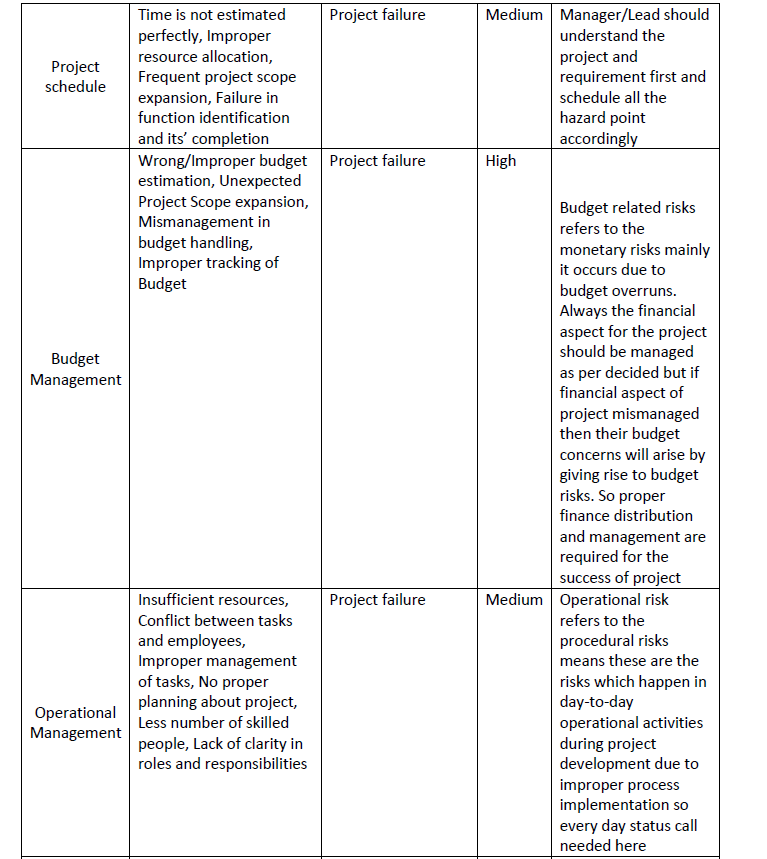 Project
schedule
Time is not estimated
perfectly, Improper
resource allocation,
Frequent project scope
expansion, Failure in
function identification
and its’ completion
Project failure
Medium
Manager/Lead should
understand the
project and
requirement first and
schedule all the
hazard point
accordingly
Budget
Management
Wrong/Improper budget
estimation, Unexpected
Project Scope expansion,
Mismanagement in
budget handling,
Improper tracking of
Budget
Project failure
High
Budget related risks
refers to the
monetary risks mainly
it occurs due to
budget overruns.
Always the financial
aspect for the project
should be managed
as per decided but if
financial aspect of
project mismanaged
then their budget
concerns will arise by
giving rise to budget
risks. So proper
finance distribution
and management are
required for the
success of project
Operational
Management
Insufficient resources,
Conflict between tasks
and employees,
Improper management
of tasks, No proper
planning about project,
Less number of skilled
people, Lack of clarity in
roles and responsibilities
Project failure
Medium
Operational risk
refers to the
procedural risks
means these are the
risks which happen in
day-to-day
operational activities
during project
development due to
improper process
implementation so
every day status call
needed here